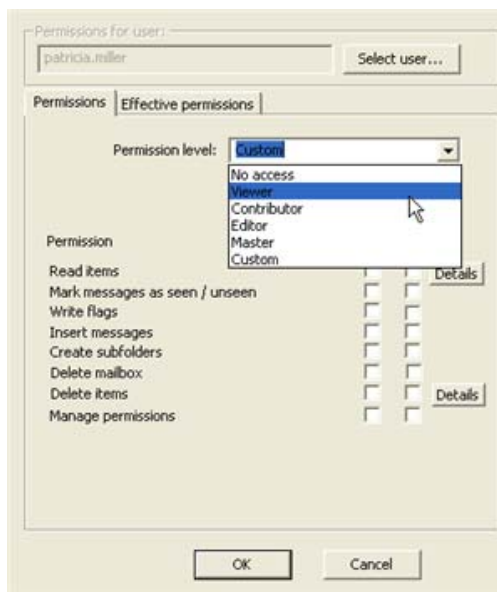 Permissions for user:
patricia.miller
Select user...
Permissions
Effective permissions
Permission level:
Custom
No access
Viewer
Contributor
Editor
Master
Custom
Permission
Read items
Details
Mark messages as seen / unseen
Write flags
Insert messages
Create subfolders
Delete mailbox
Delete items
Details
Manage permissions
OK
Cancel